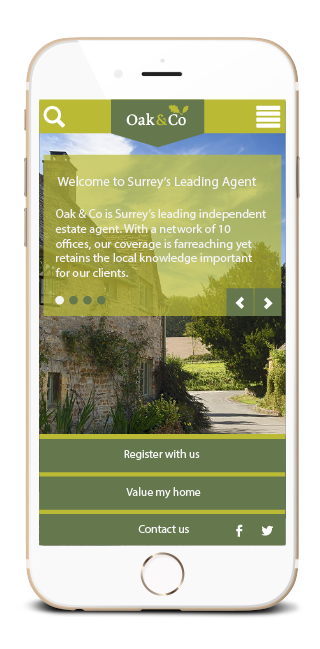 Oak&Co
Welcome to Surrey's Leading Agent
Oak & Co is Surrey's leading independent
estate agent. With a network of 10
offices, our coverage is farreaching yet
retains the local knowledge important
for our clients.
Register with us
Value my home
Contact us